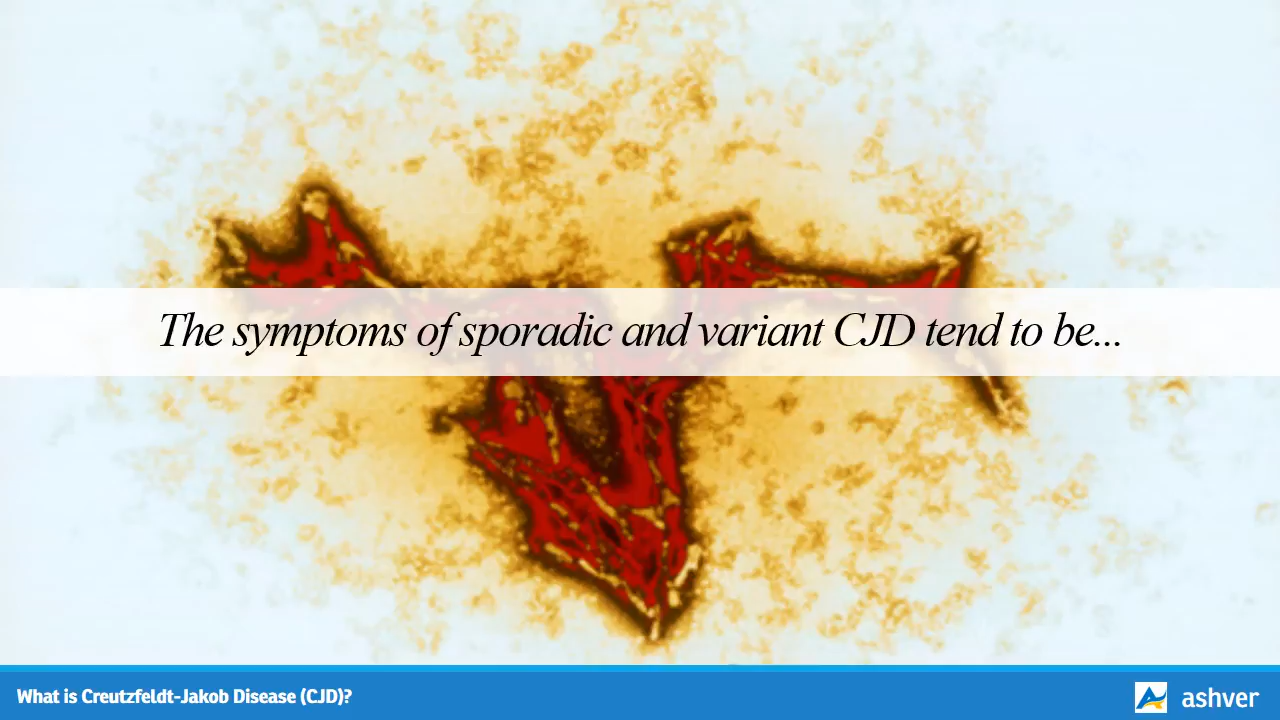 The symptoms of sporadic and variant CJD tend to be...
What is Creutzfeldt-Jakob Disease (CJD)?
ashver